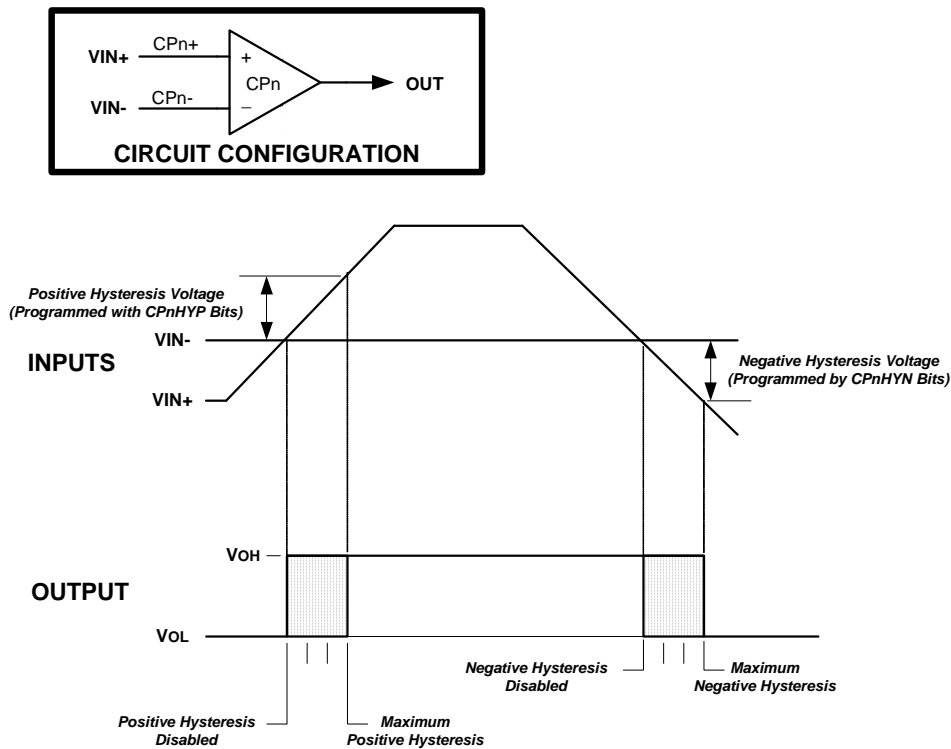 VIN+
CPn+
+
CPn
OUT
VIN-
CPn-
–
CIRCUIT CONFIGURATION
Positive Hysteresis Voltage
(Programmed with CPnHYP Bits)
VIN-
INPUTS
Negative Hysteresis Voltage
(Programmed by CPnHYN Bits)
VIN+
VOH
OUTPUT
VOL
Negative Hysteresis
Disabled
Maximum
Negative Hysteresis
Positive Hysteresis
Disabled
Maximum
Positive Hysteresis